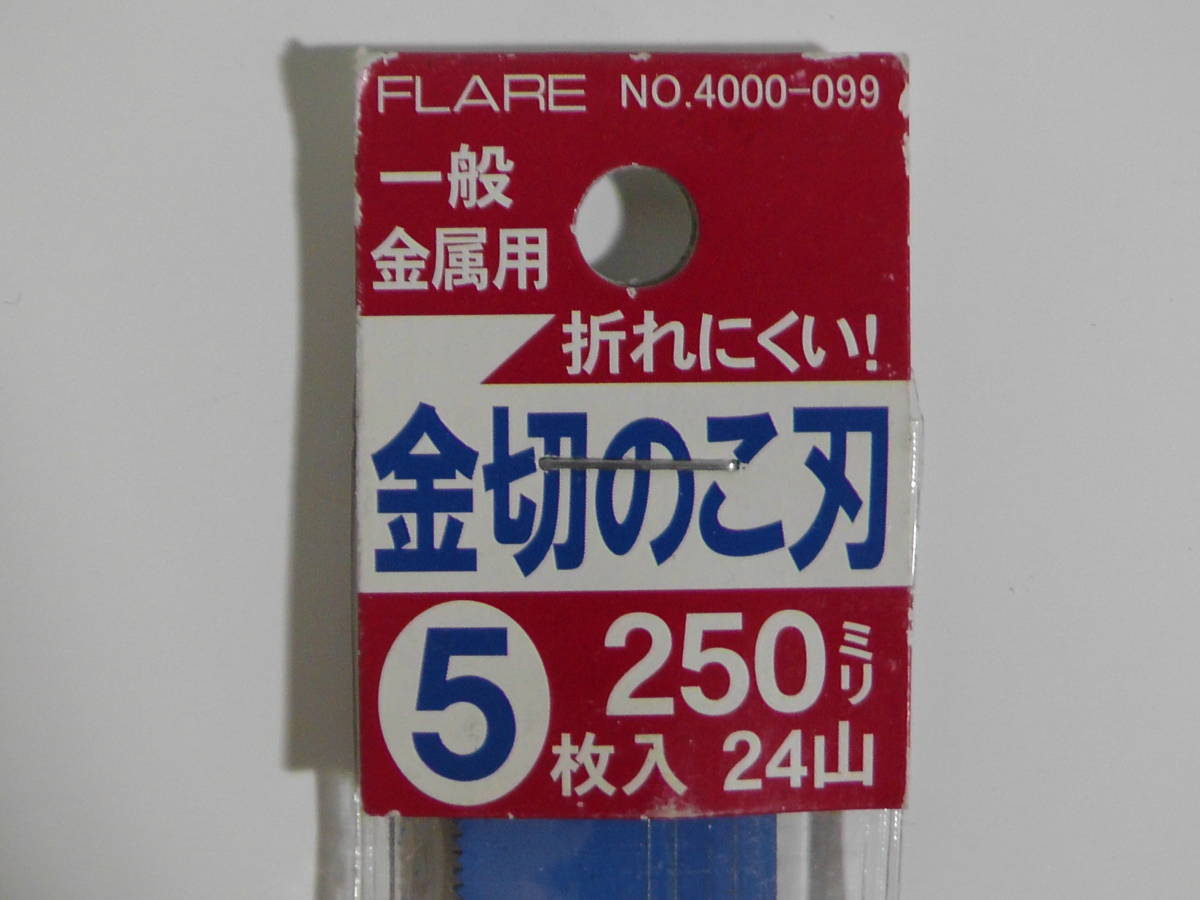 FLARE NO.4000-099
一般
金属用
折れにくい!
金切のこ刃
5枚入 250ミリ
24山